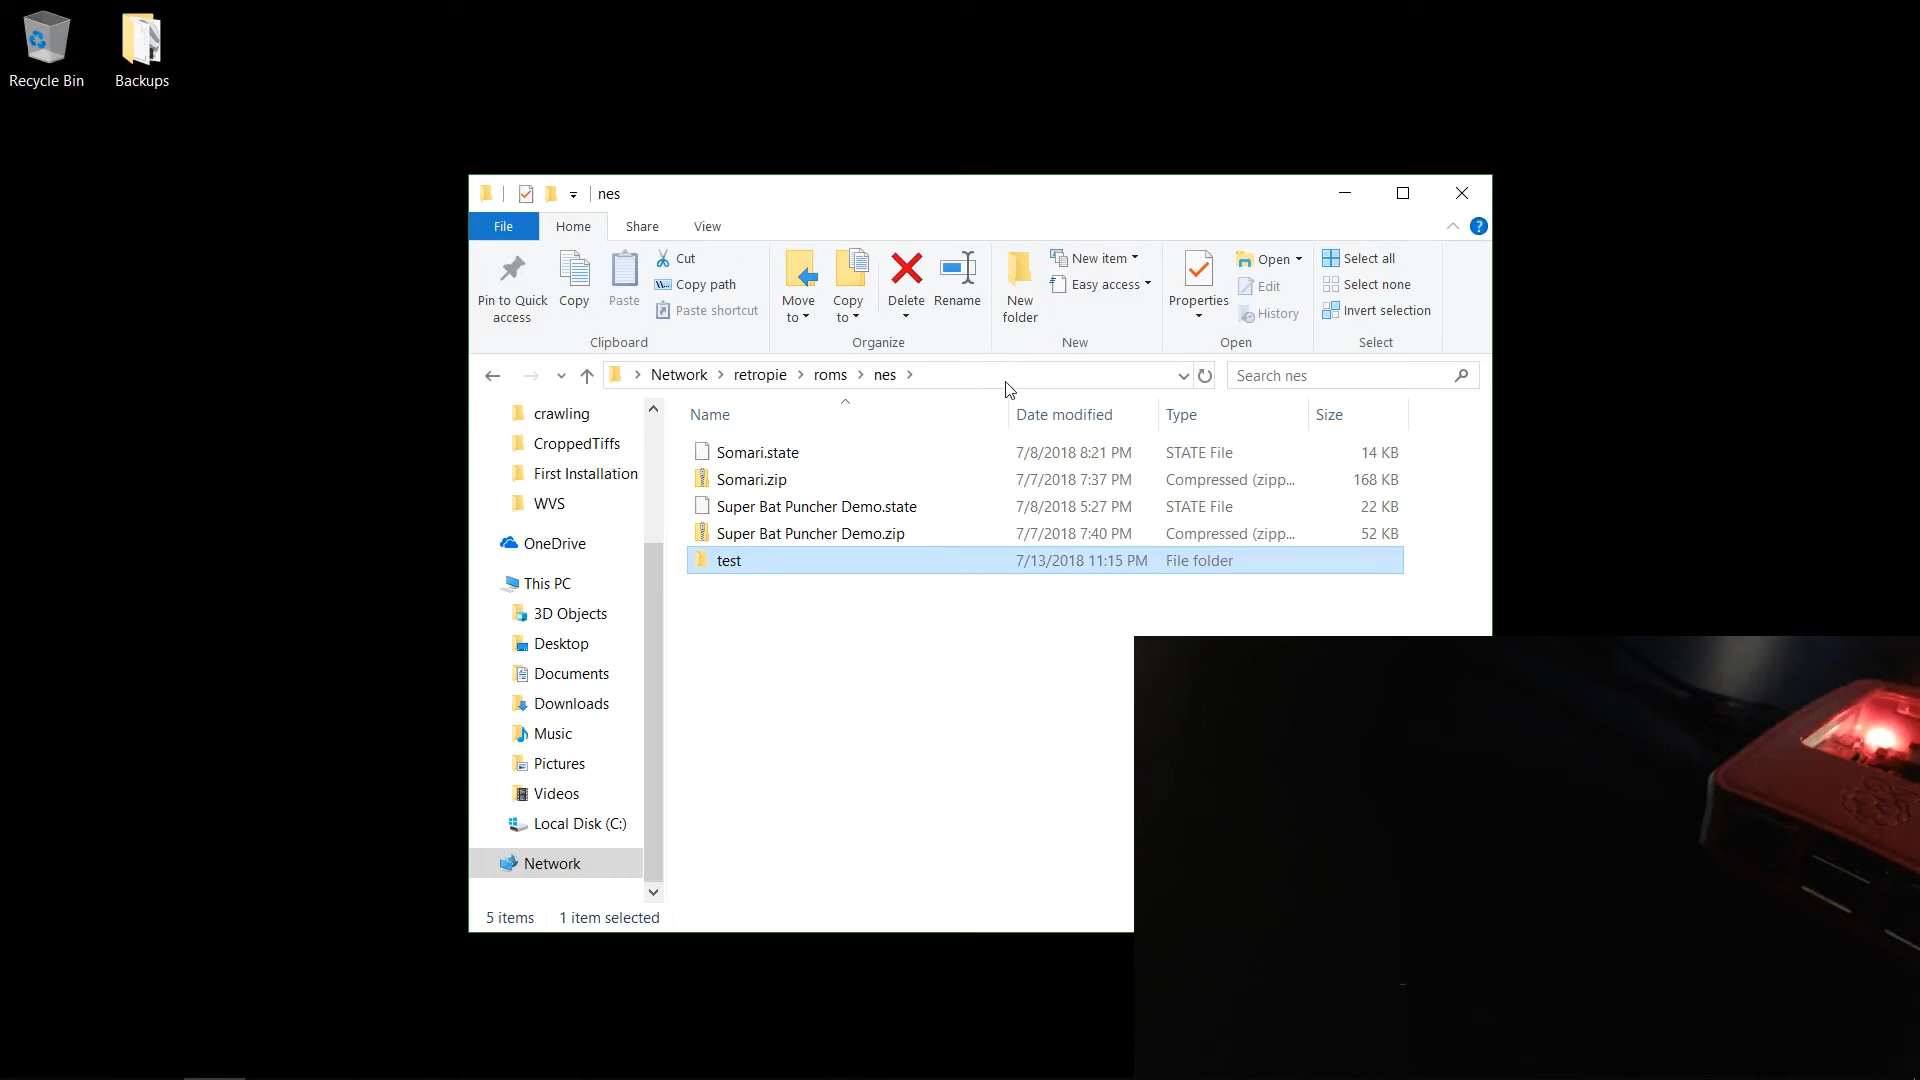 Recycle Bin
Backups
nes
File
Home
Share
View
Pin to Quick access
Copy
Paste
Cut
Copy path
Paste shortcut
Move to
Copy to
Delete
Rename
New folder
New item
Easy access
Properties
Open
Edit
History
Select all
Select none
Invert selection
Clipboard
Organize
New
Open
Select
Network
retropie
roms
nes
Search nes
crawling
CroppedTiffs
First Installation
WVS
OneDrive
This PC
3D Objects
Desktop
Documents
Downloads
Music
Pictures
Videos
Local Disk (C:)
Network
Name Date modified Type Size
Somari.state 7/8/2018 8:21 PM STATE File 14 KB
Somari.zip 7/7/2018 7:37 PM Compressed (zipp... 168 KB
Super Bat Puncher Demo.state 7/8/2018 5:27 PM STATE File 22 KB
Super Bat Puncher Demo.zip 7/7/2018 7:40 PM Compressed (zipp... 52 KB
test 7/13/2018 11:15 PM File folder
5 items 1 item selected